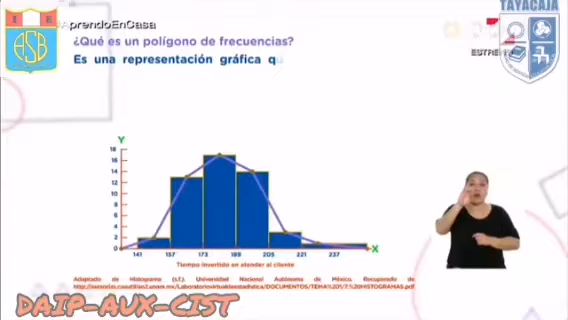 TAYACAJA
I E
ASB
#AprendoEnCasa
¿Qué es un polígono de frecuencias?
Es una representación gráfica qu
Y
18
16
14
12
10
8
6
4
2
0
141 157 173 189 205 221 237
X
Tiempo invertido en atender al cliente
Adaptado de Histograma (s.f.). Universidad Nacional Autónoma de México. Recuperado de
DAIP-AUX-CIST